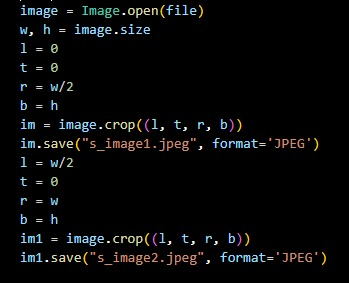 image = Image.open(file)
w, h = image.size
l = 0
t = 0
r = w/2
b = h
im = image.crop((l, t, r, b))
im.save("s_image1.jpeg", format='JPEG')
l = w/2
t = 0
r = w
b = h
im1 = image.crop((l, t, r, b))
im1.save("s_image2.jpeg", format='JPEG')